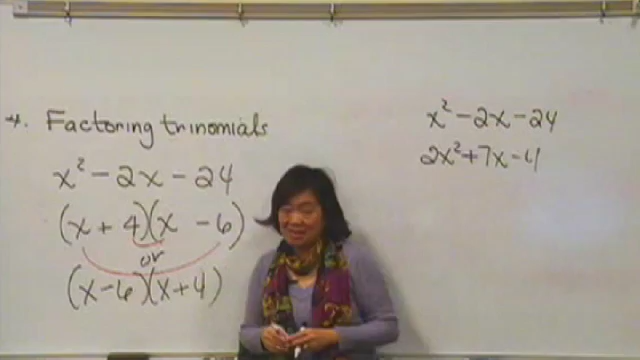 4. Factoring trinomials
x² - 2x - 24
(x + 4)(x - 6)
or
(x - 6)(x + 4)
x² - 2x - 24
2x² + 7x - 4